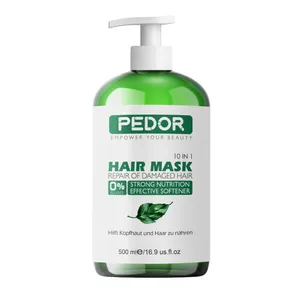 PEDOR
EMPOWER YOUR BEAUTY
10 IN 1
HAIR MASK
REPAIR OF DAMAGED HAIR
0%
STRONG NUTRITION
EFFECTIVE SOFTENER
Hilft Kopfhaut und Haar zu nähren
500 ml℮/16.9 us.fl.oz